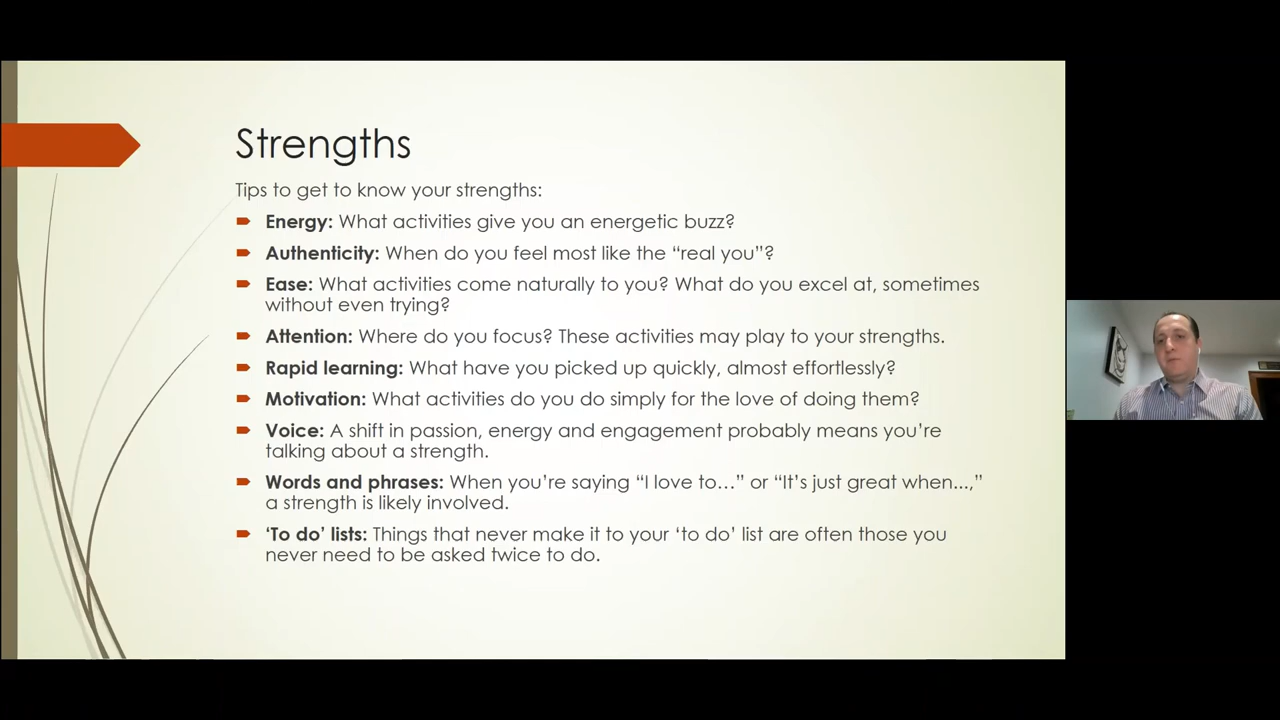 Strengths
Tips to get to know your strengths:
Energy: What activities give you an energetic buzz?
Authenticity: When do you feel most like the “real you”?
Ease: What activities come naturally to you? What do you excel at, sometimes
without even trying?
Attention: Where do you focus? These activities may play to your strengths.
Rapid learning: What have you picked up quickly, almost effortlessly?
Motivation: What activities do you do simply for the love of doing them?
Voice: A shift in passion, energy and engagement probably means you’re
talking about a strength.
Words and phrases: When you’re saying “I love to…” or “It’s just great when...,”
a strength is likely involved.
‘To do’ lists: Things that never make it to your ‘to do’ list are often those you
never need to be asked twice to do.